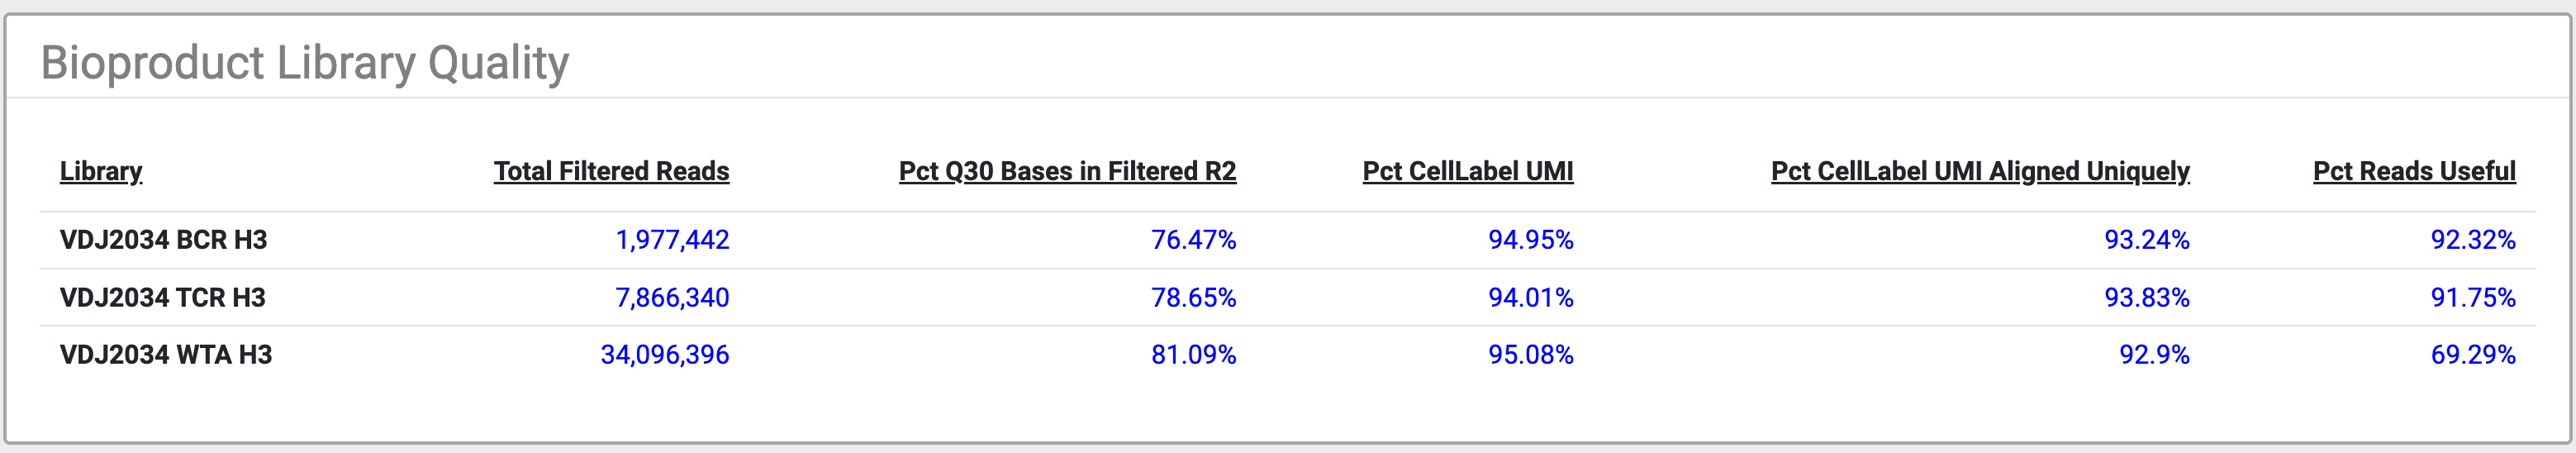 Bioproduct Library Quality
Library Total Filtered Reads Pct Q30 Bases in Filtered R2 Pct CellLabel UMI Pct CellLabel UMI Aligned Uniquely Pct Reads Useful
VDJ2034 BCR H3 1,977,442 76.47% 94.95% 93.24% 92.32%
VDJ2034 TCR H3 7,866,340 78.65% 94.01% 93.83% 91.75%
VDJ2034 WTA H3 34,096,396 81.09% 95.08% 92.9% 69.29%